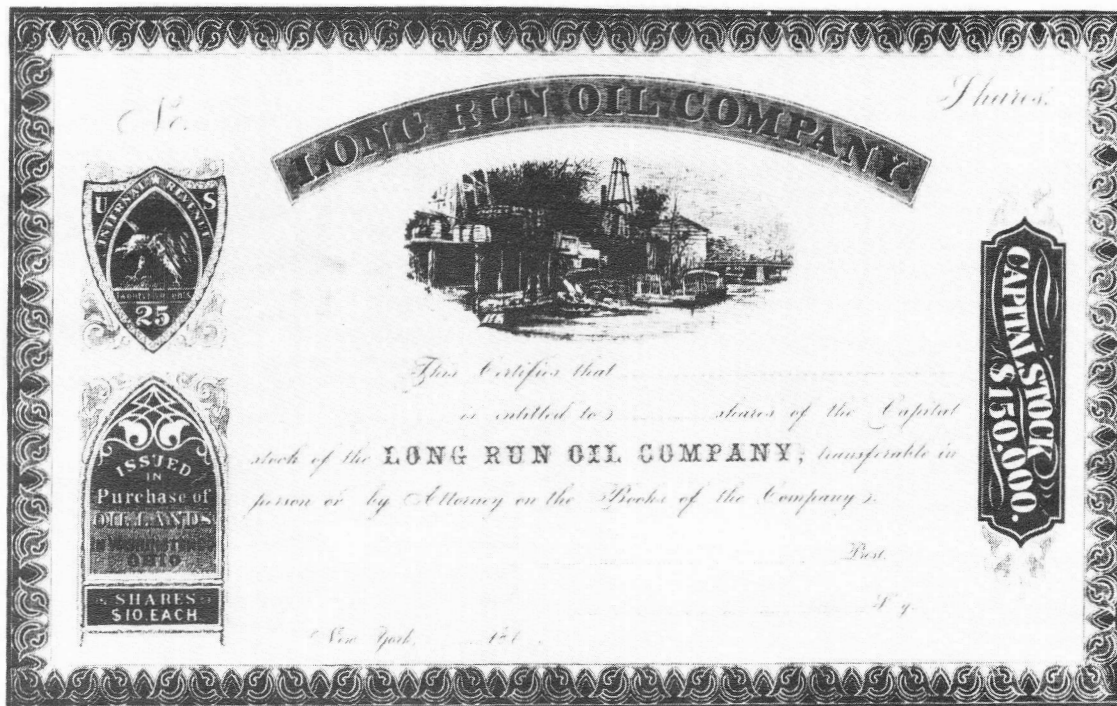 No.
Shares.
LONG RUN OIL COMPANY.
U S
INTERNAL REVENUE
25
CAPITAL STOCK
$150,000.
This Certifies that
is entitled to shares of the Capital
stock of the LONG RUN OIL COMPANY, transferable in
person or by Attorney on the Books of the Company.
ISSUED
IN
Purchase of
OIL LANDS
OHIO
SHARES
$10. EACH
Prest.
New York, 186